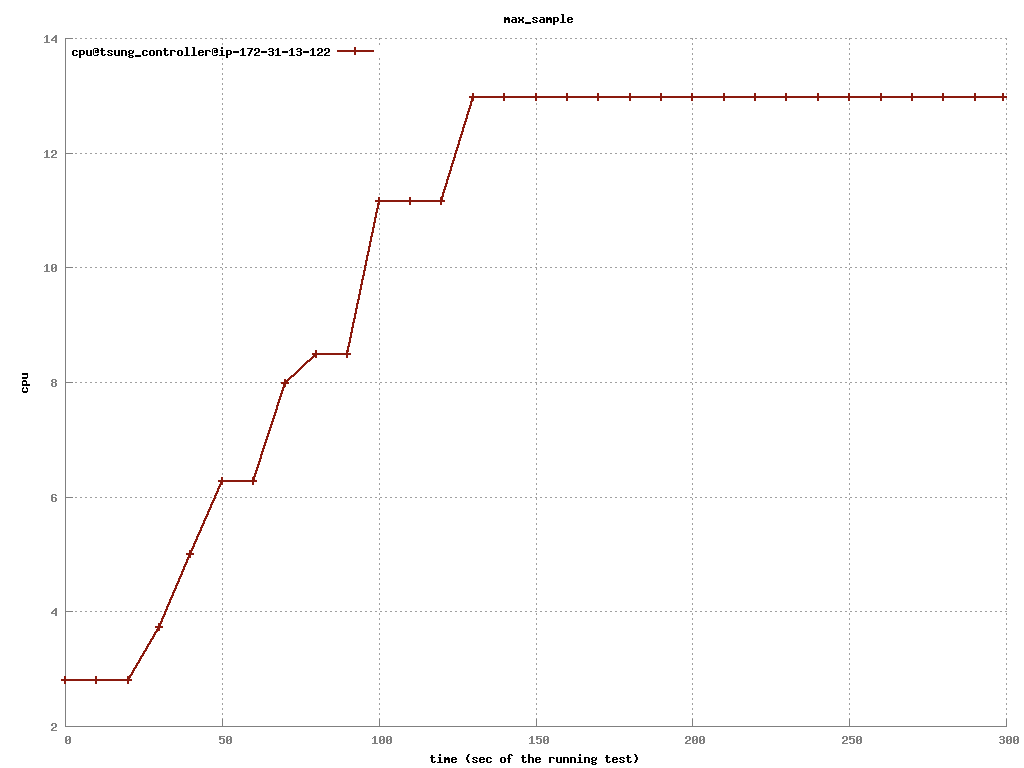 max_sample
14
cpu@tsung_controller@ip-172-31-13-122
12
10
8
cpu
6
4
2
0 50 100 150 200 250 300
time (sec of the running test)